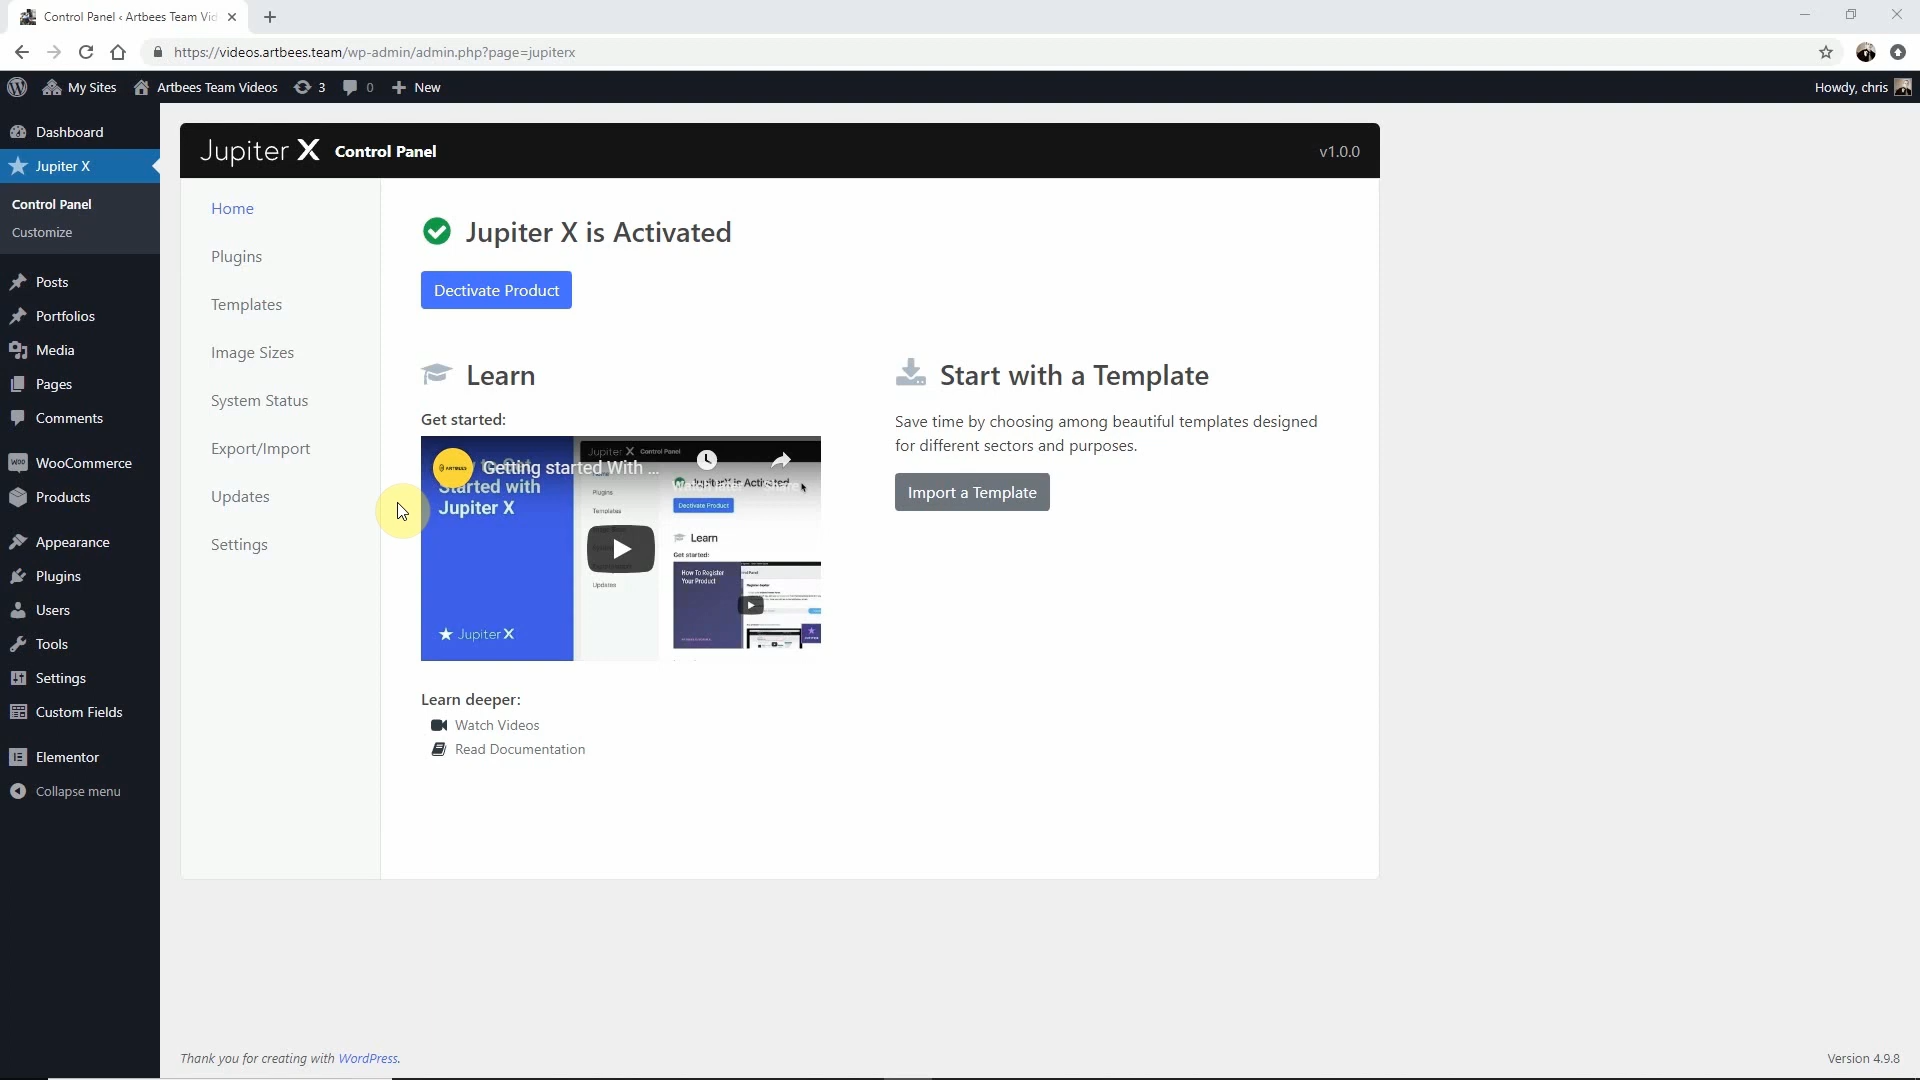 Control Panel ‹ Artbees Team Vid
https://videos.artbees.team/wp-admin/admin.php?page=jupiterx
My Sites
Artbees Team Videos
3
0
New
Howdy, chris
Dashboard
Jupiter X
Control Panel
Customize
Posts
Portfolios
Media
Pages
Comments
WooCommerce
Products
Appearance
Plugins
Users
Tools
Settings
Custom Fields
Elementor
Collapse menu
Jupiter X Control Panel
v1.0.0
Home
Plugins
Templates
Image Sizes
System Status
Export/Import
Updates
Settings
Jupiter X is Activated
Dectivate Product
Learn
Get started:
Getting started With ...
Started with
Jupiter X
Jupiter X
Jupiter X Control Panel
Jupiter X is Activated
Dectivate Product
Plugins
Templates
Updates
Learn
Get started:
How To Register
Your Product
Learn deeper:
Watch Videos
Read Documentation
Start with a Template
Save time by choosing among beautiful templates designed
for different sectors and purposes.
Import a Template
Thank you for creating with WordPress.
Version 4.9.8